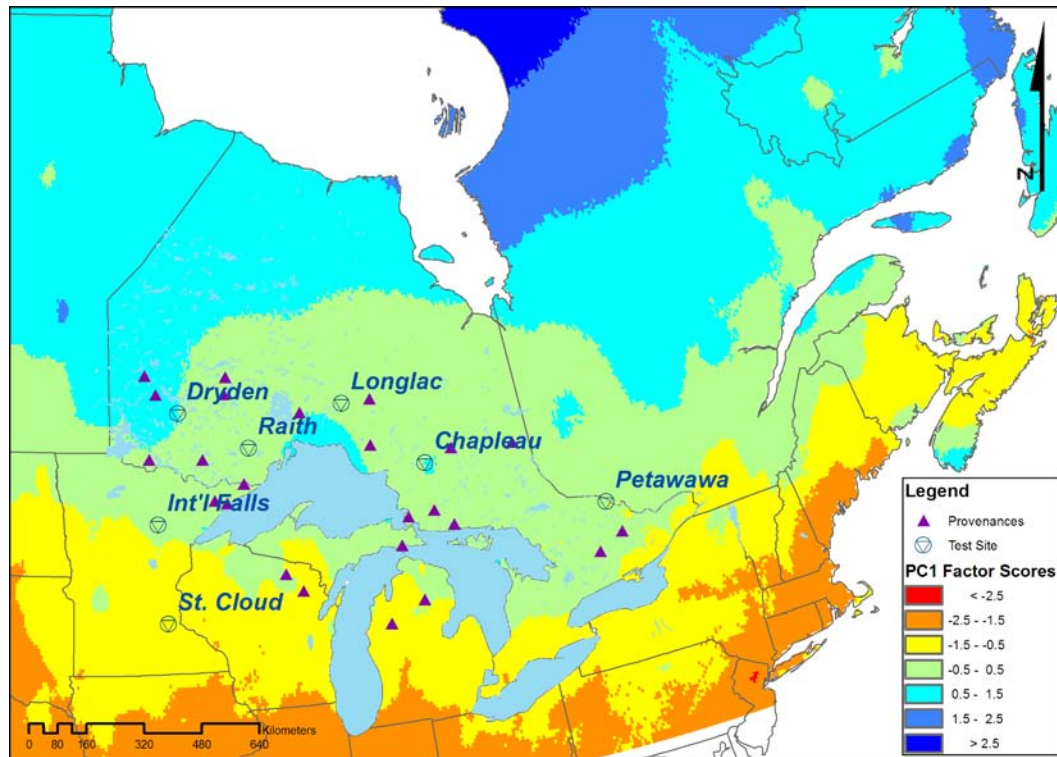 N
Dryden
Longlac
Raith
Chapleau
Petawawa
Int'l Falls
St. Cloud
Legend
Provenances
Test Site
PC1 Factor Scores
< -2.5
-2.5 - -1.5
-1.5 - -0.5
-0.5 - 0.5
0.5 - 1.5
1.5 - 2.5
> 2.5
Kilometers
0 80 160 320 480 640